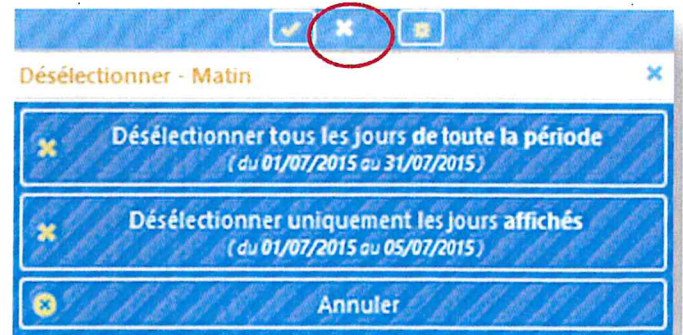 Désélectionner - Matin
Désélectionner tous les jours de toute la période
( du 01/07/2015 au 31/07/2015 )
Désélectionner uniquement les jours affichés
( du 01/07/2015 au 05/07/2015 )
Annuler